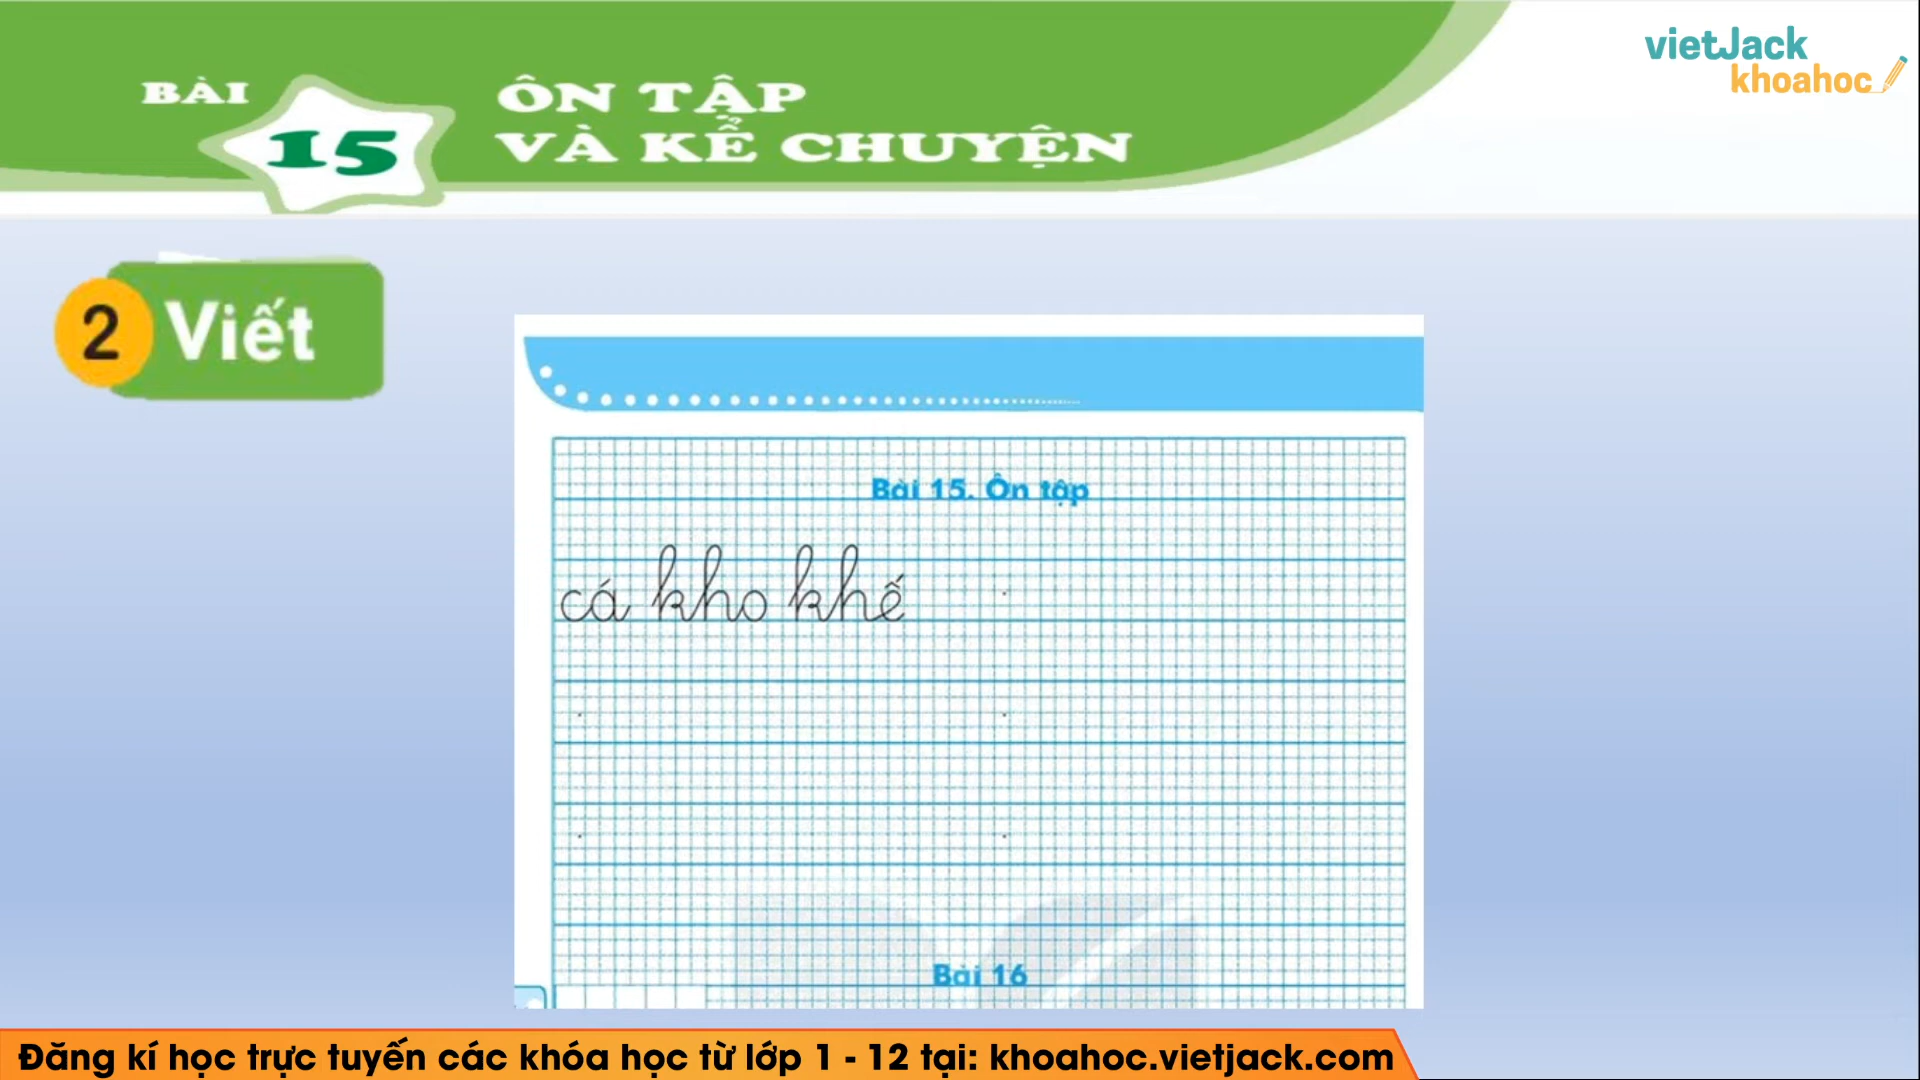 vietJack
khoahoc
BÀI
15
ÔN TẬP
VÀ KỂ CHUYỆN
2 Viết
Bài 15. Ôn tập
cá kho khế
Bài 16
Đăng kí học trực tuyến các khóa học từ lớp 1 - 12 tại: khoahoc.vietjack.com